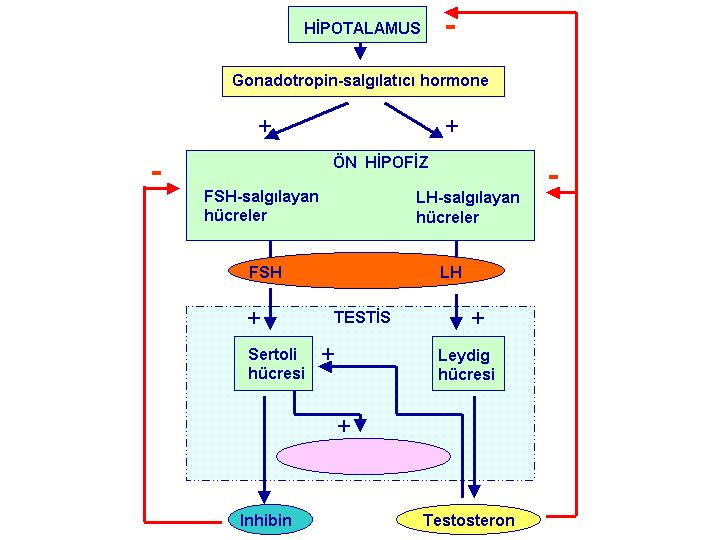 HİPOTALAMUS
-
Gonadotropin-salgılatıcı hormone
+ +
ÖN HİPOFİZ
- -
FSH-salgılayan
hücreler
LH-salgılayan
hücreler
FSH LH
+ TESTİS +
Sertoli
hücresi
+
Leydig
hücresi
+
Inhibin Testosteron